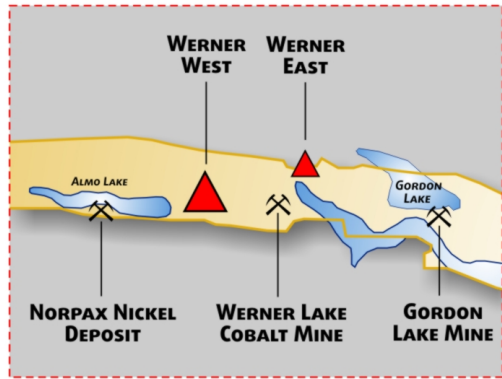 WERNER
WEST
WERNER
EAST
ALMO LAKE
GORDON
LAKE
NORPAX NICKEL
DEPOSIT
WERNER LAKE
COBALT MINE
GORDON
LAKE MINE